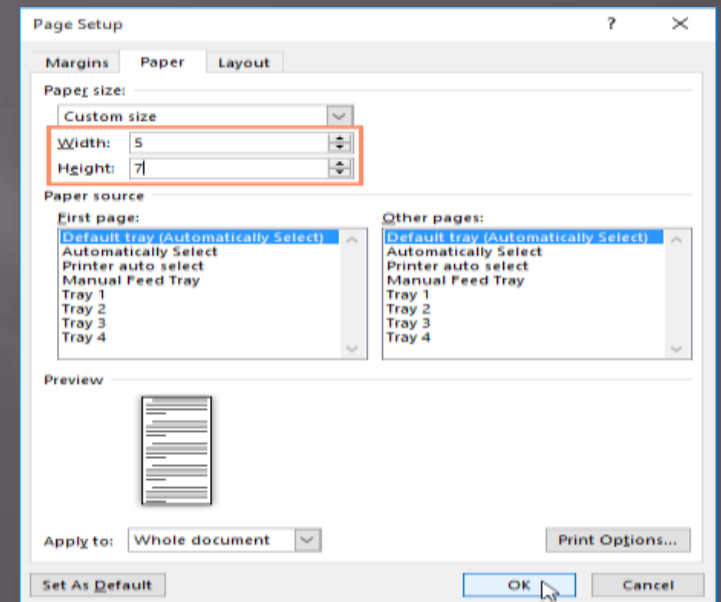 Page Setup ?
Margins Paper Layout
Paper size:
Custom size
Width: 5
Height: 7
Paper source
First page: Other pages:
Default tray (Automatically Select) Default tray (Automatically Select)
Automatically Select Automatically Select
Printer auto select Printer auto select
Manual Feed Tray Manual Feed Tray
Tray 1 Tray 1
Tray 2 Tray 2
Tray 3 Tray 3
Tray 4 Tray 4
Preview
Apply to: Whole document Print Options...
Set As Default OK Cancel